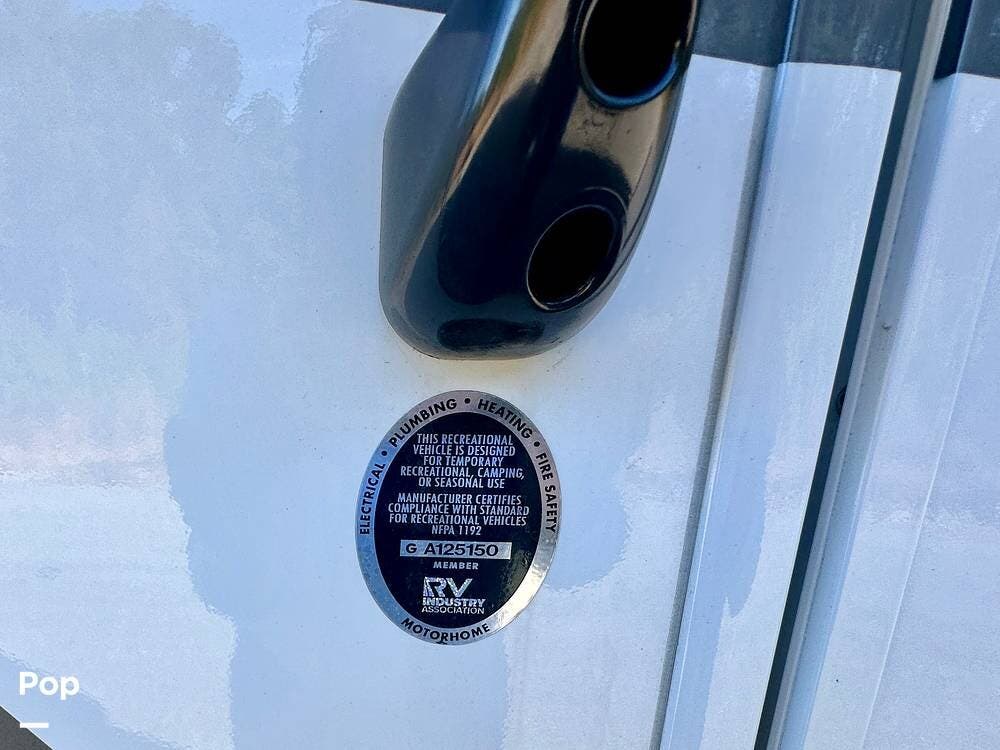 ELECTRICAL • PLUMBING • HEATING • FIRE SAFETY
THIS RECREATIONAL
VEHICLE IS DESIGNED
FOR TEMPORARY
RECREATIONAL, CAMPING,
OR SEASONAL USE
MANUFACTURER CERTIFIES
COMPLIANCE WITH STANDARD
FOR RECREATIONAL VEHICLES
NFPA 1192
G A125150
MEMBER
RV
INDUSTRY
ASSOCIATION
MOTORHOME
Pop